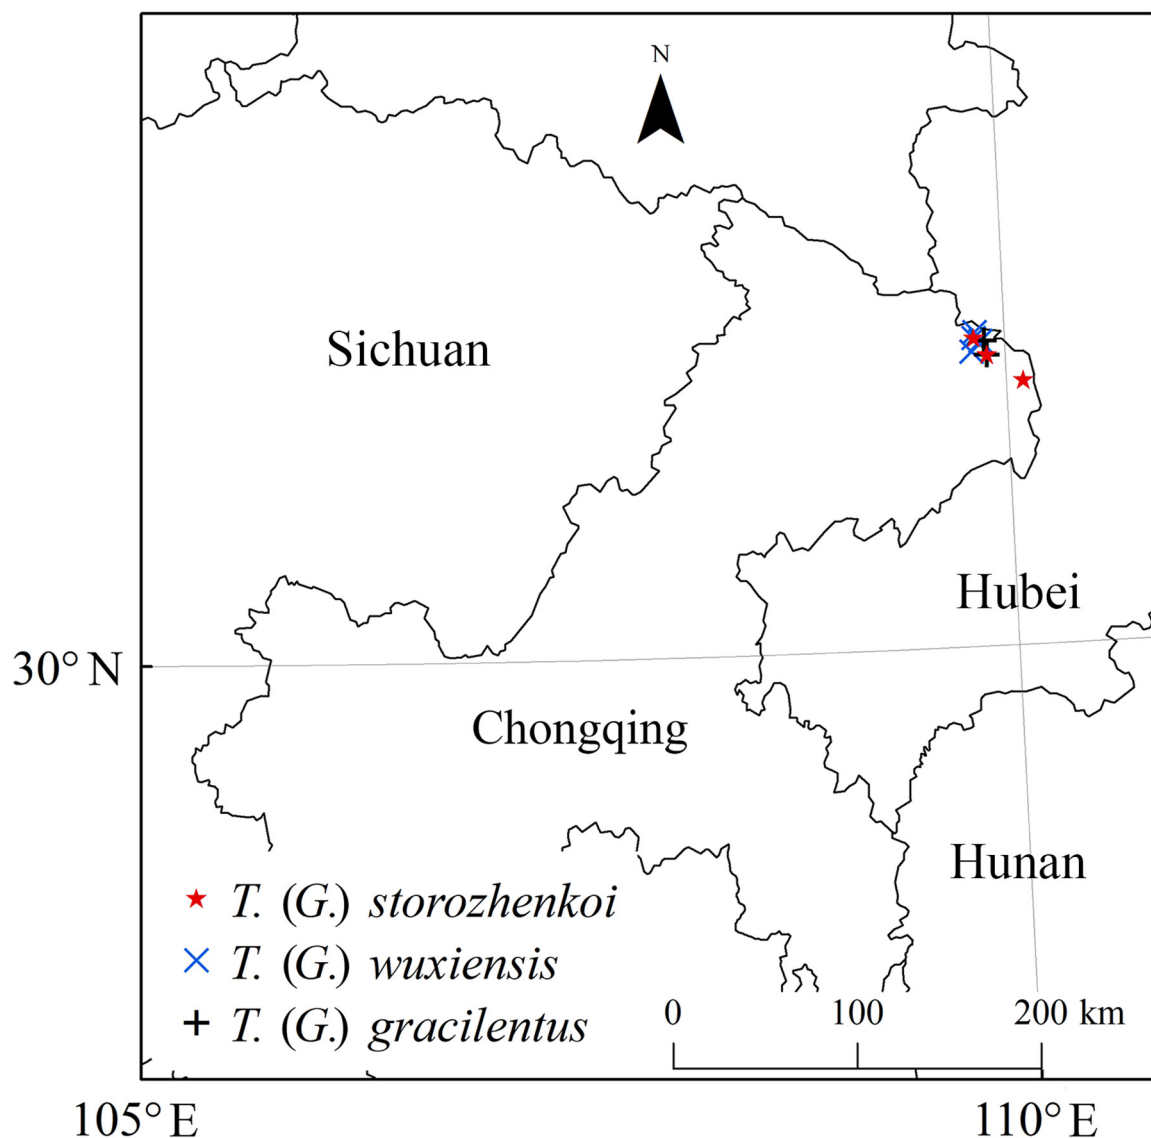 N
Sichuan
Hubei
30° N
Chongqing
Hunan
T. (G.) storozhenkoi
T. (G.) wuxiensis
T. (G.) gracilentus
0 100 200 km
105° E 110° E